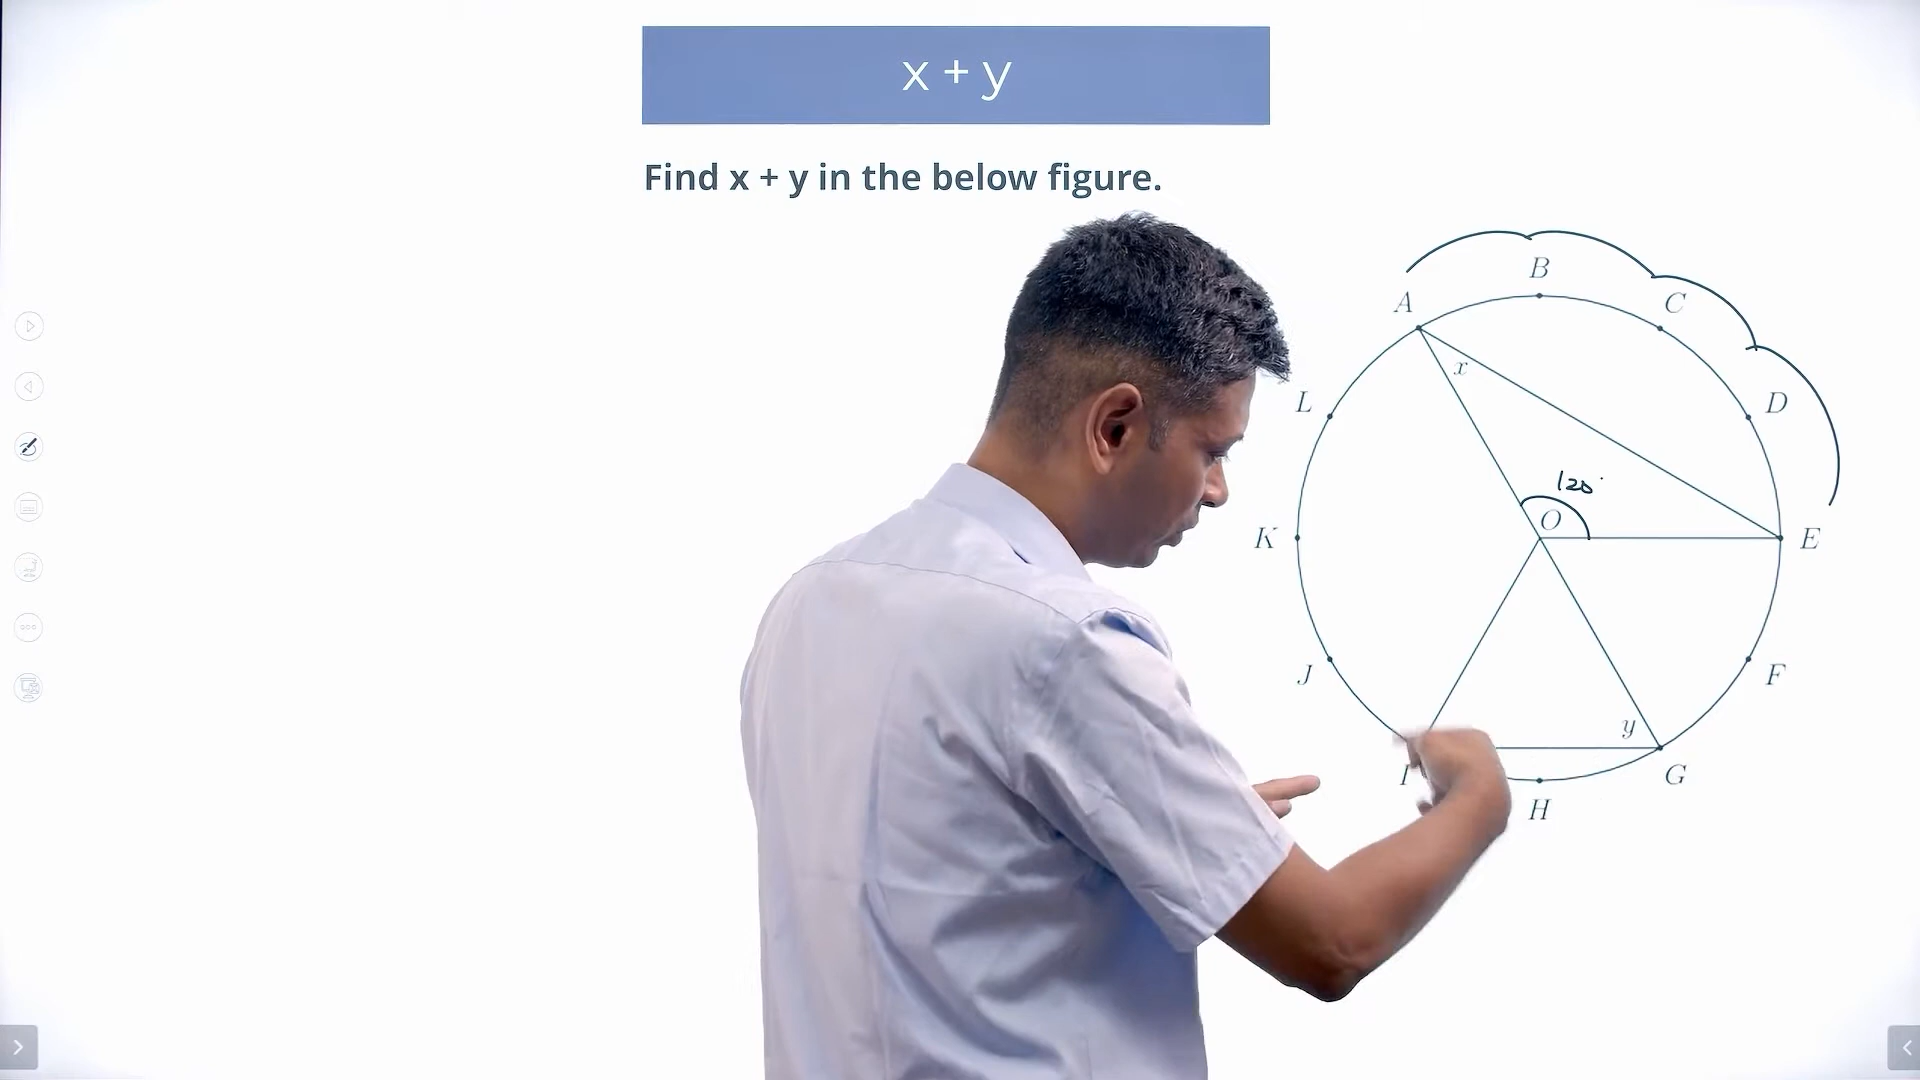 x + y
Find x + y in the below figure.
B
A
C
x
L
D
120°
O
K
E
J
F
y
I
G
H